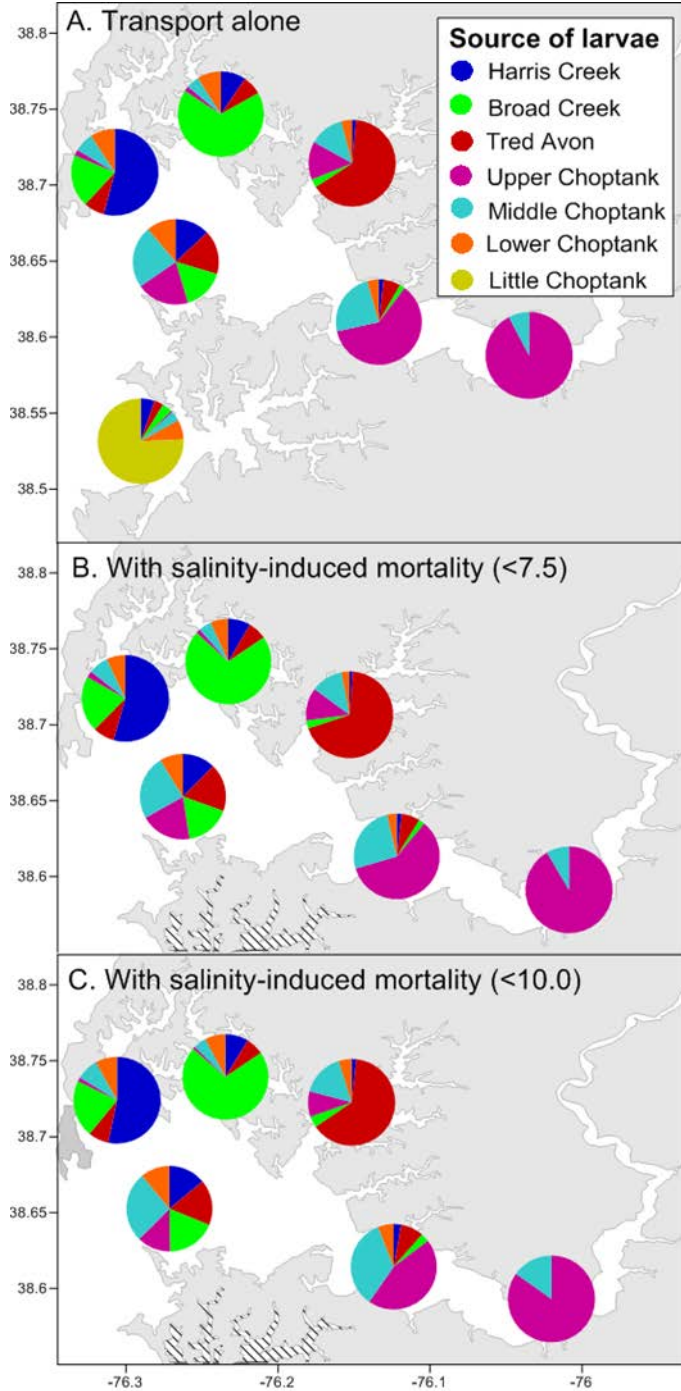 A. Transport alone
Source of larvae
Harris Creek
Broad Creek
Tred Avon
Upper Choptank
Middle Choptank
Lower Choptank
Little Choptank
38.8
38.75
38.7
38.65
38.6
38.55
38.5
B. With salinity-induced mortality (<7.5)
38.8
38.75
38.7
38.65
38.6
C. With salinity-induced mortality (<10.0)
38.8
38.75
38.7
38.65
38.6
-76.3 -76.2 -76.1 -76